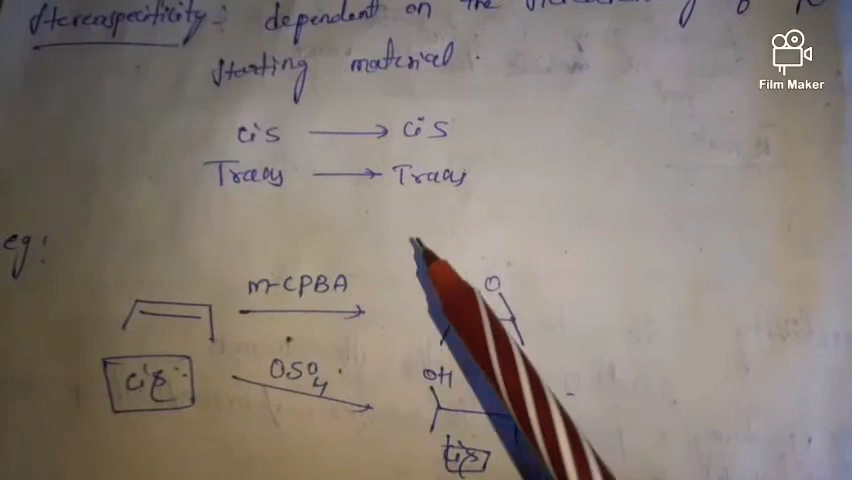 Stereospecificity: dependent on the
starting material.
Film Maker
cis → cis
Trans → Trans
eg:
m-CPBA
O
cis
OSO4
OH
cis